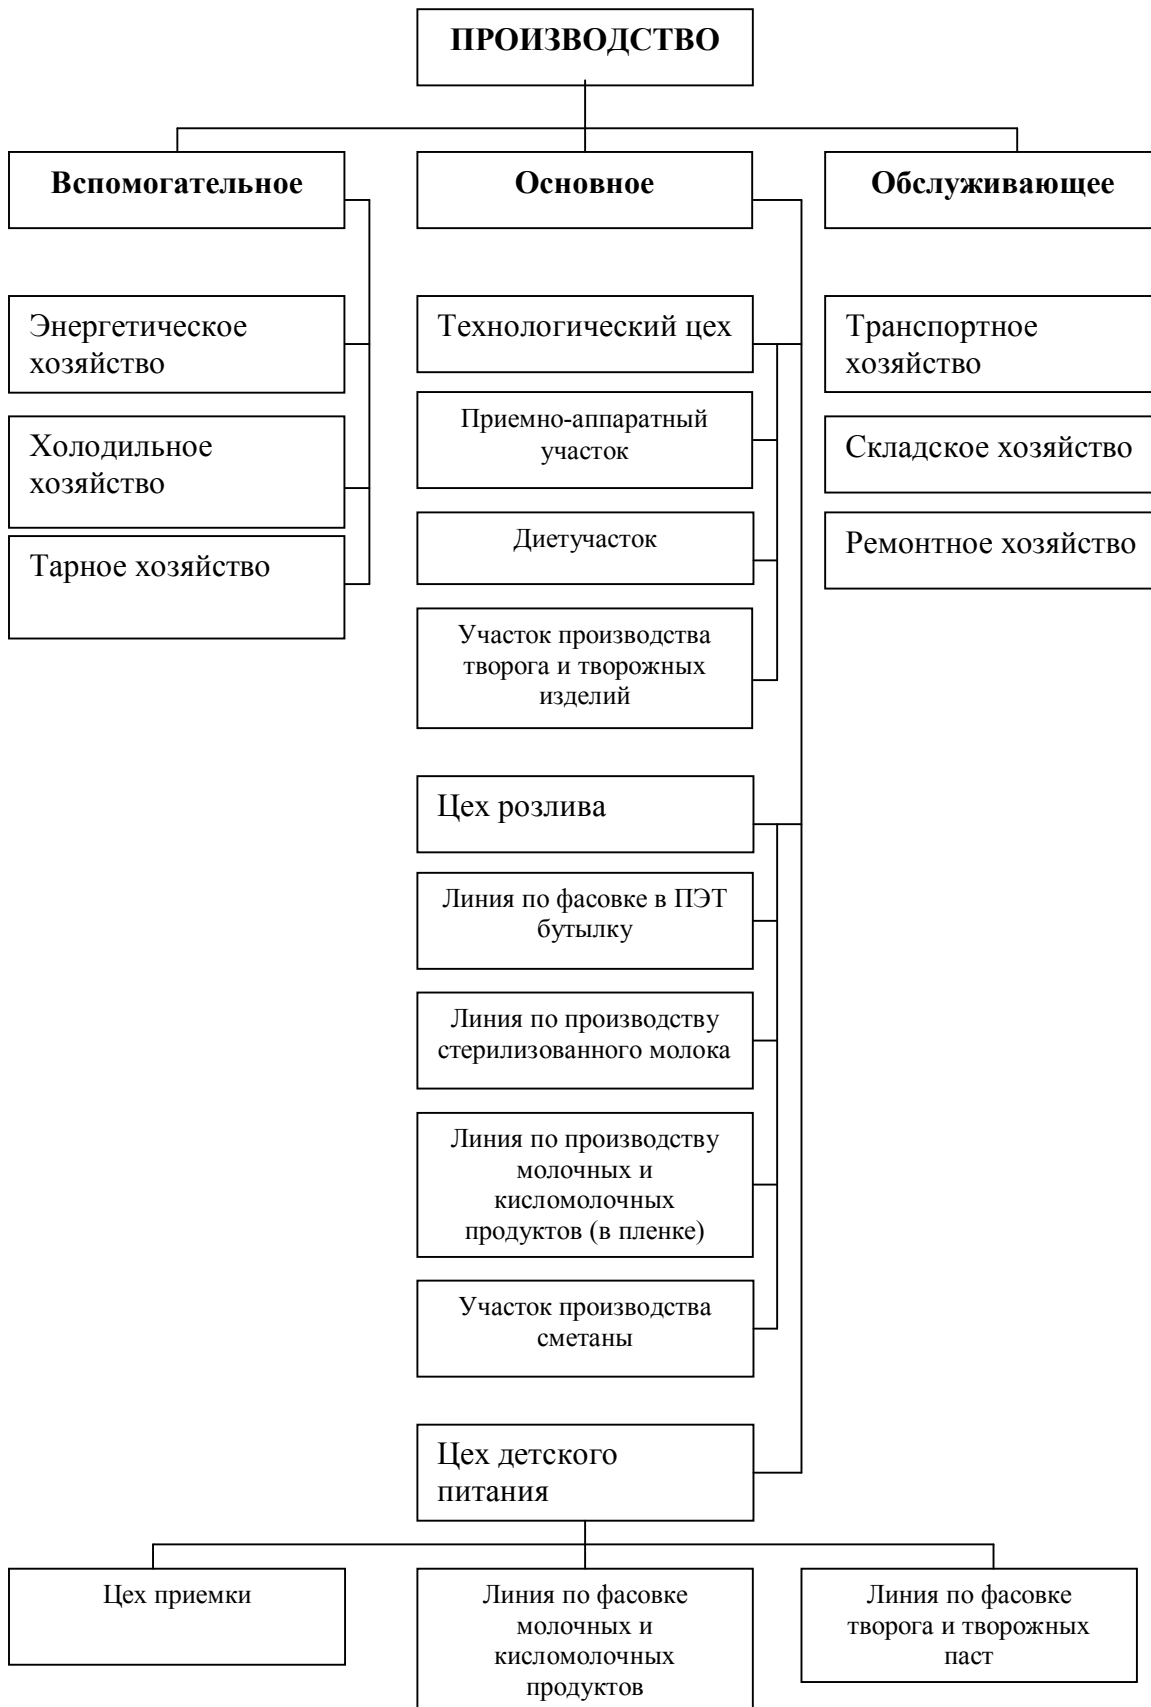 ПРОИЗВОДСТВО
Вспомогательное
Основное
Обслуживающее
Энергетическое
хозяйство
Холодильное
хозяйство
Тарное хозяйство
Технологический цех
Приемно-аппаратный
участок
Диетучасток
Участок производства
творога и творожных
изделий
Цех розлива
Линия по фасовке в ПЭТ
бутылку
Линия по производству
стерилизованного молока
Линия по производству
молочных и
кисломолочных
продуктов (в пленке)
Участок производства
сметаны
Цех детского
питания
Цех приемки
Линия по фасовке
молочных и
кисломолочных
продуктов
Линия по фасовке
творога и творожных
паст
Транспортное
хозяйство
Складское хозяйство
Ремонтное хозяйство